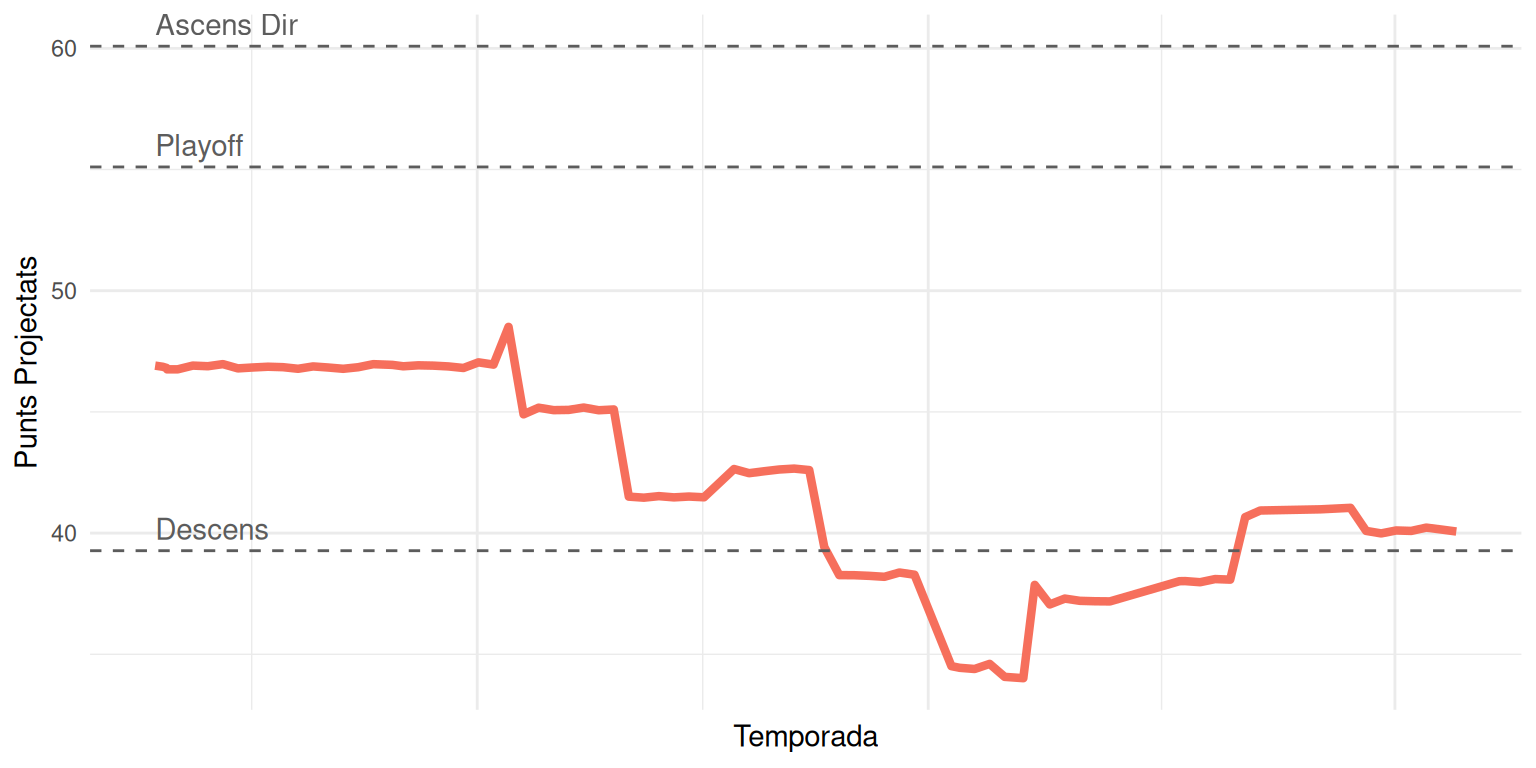 Ascens Dir
60
Playoff
50
Punts Projectats
Descens
40
Temporada